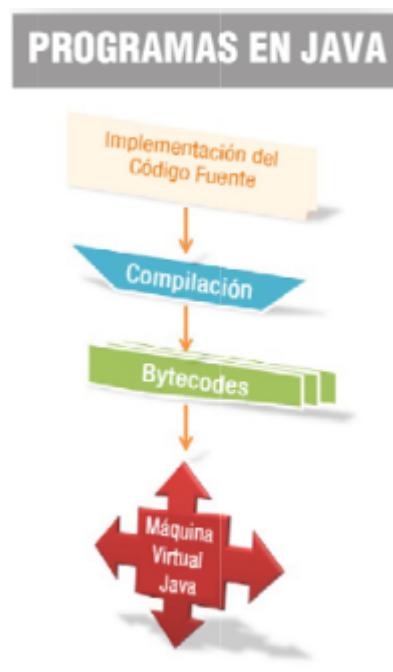 PROGRAMAS EN JAVA
Implementación del
Código Fuente
Compilación
Bytecodes
Máquina
Virtual
Java